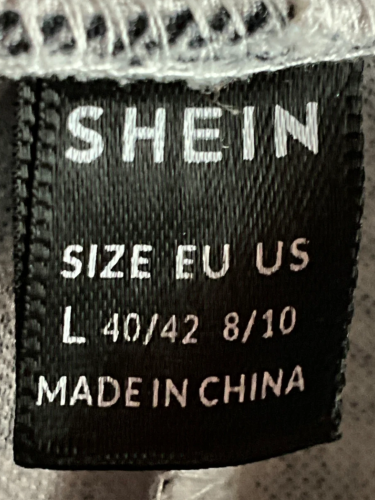 SHEIN
SIZE EU US
L 40/42 8/10
MADE IN CHINA